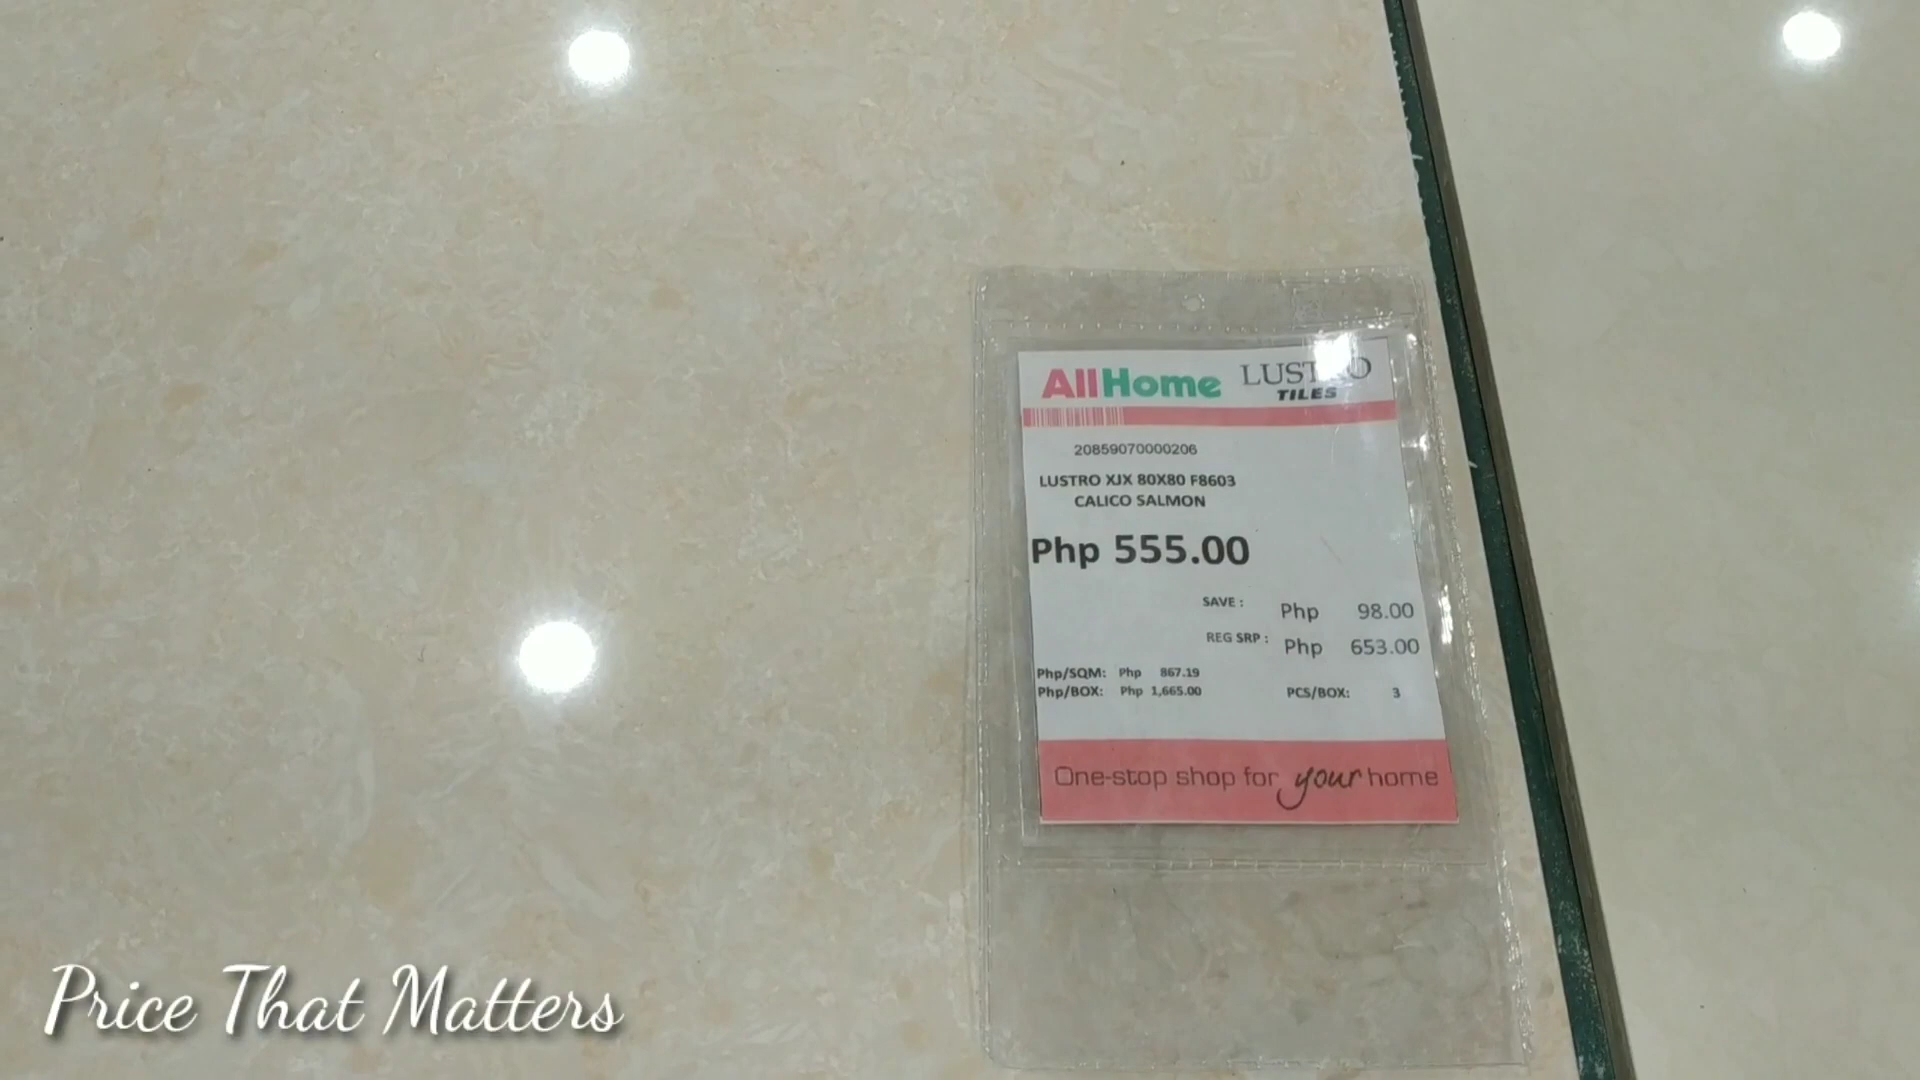 AllHome LUSTRO
TILES
20859070000206
LUSTRO XJX 80X80 F8603
CALICO SALMON
Php 555.00
SAVE : Php 98.00
REG SRP : Php 653.00
Php/SQM: Php 867.19
Php/BOX: Php 1,665.00 PCS/BOX: 3
One-stop shop for your home
Price That Matters